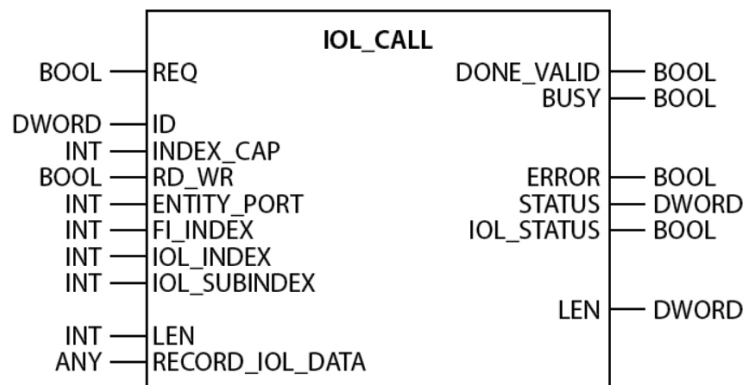 IOL_CALL
BOOL REQ DONE_VALID BOOL
BUSY BOOL
DWORD ID
INT INDEX_CAP
BOOL RD_WR ERROR BOOL
INT ENTITY_PORT STATUS DWORD
INT FI_INDEX IOL_STATUS BOOL
INT IOL_INDEX
INT IOL_SUBINDEX
LEN DWORD
INT LEN
ANY RECORD_IOL_DATA